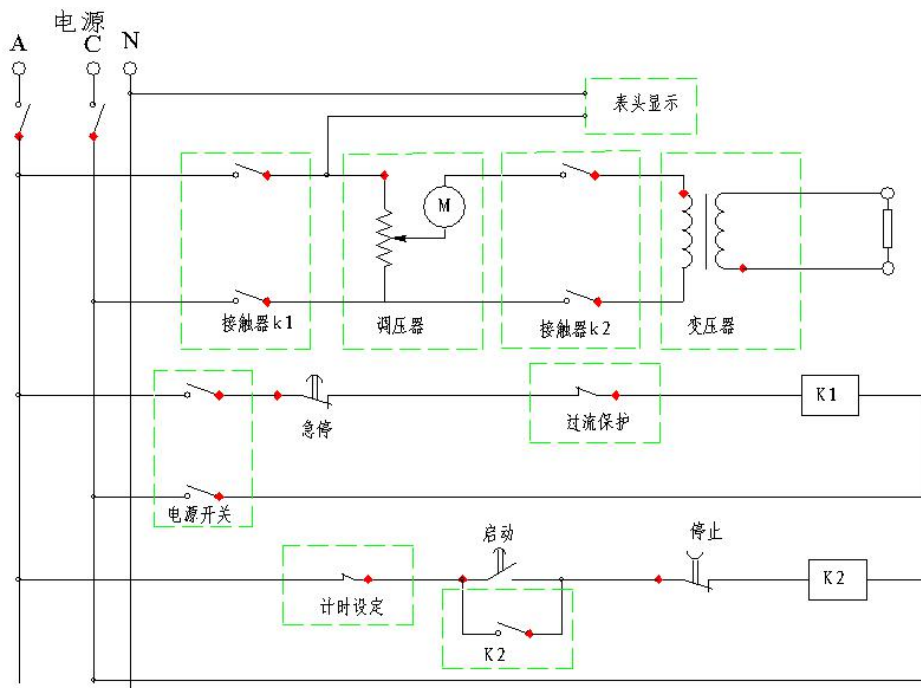 电源
A C N
表头显示
M
接触器k1
调压器
接触器k2
变压器
急停
过流保护
K1
电源开关
启动
停止
计时设定
K2
K2